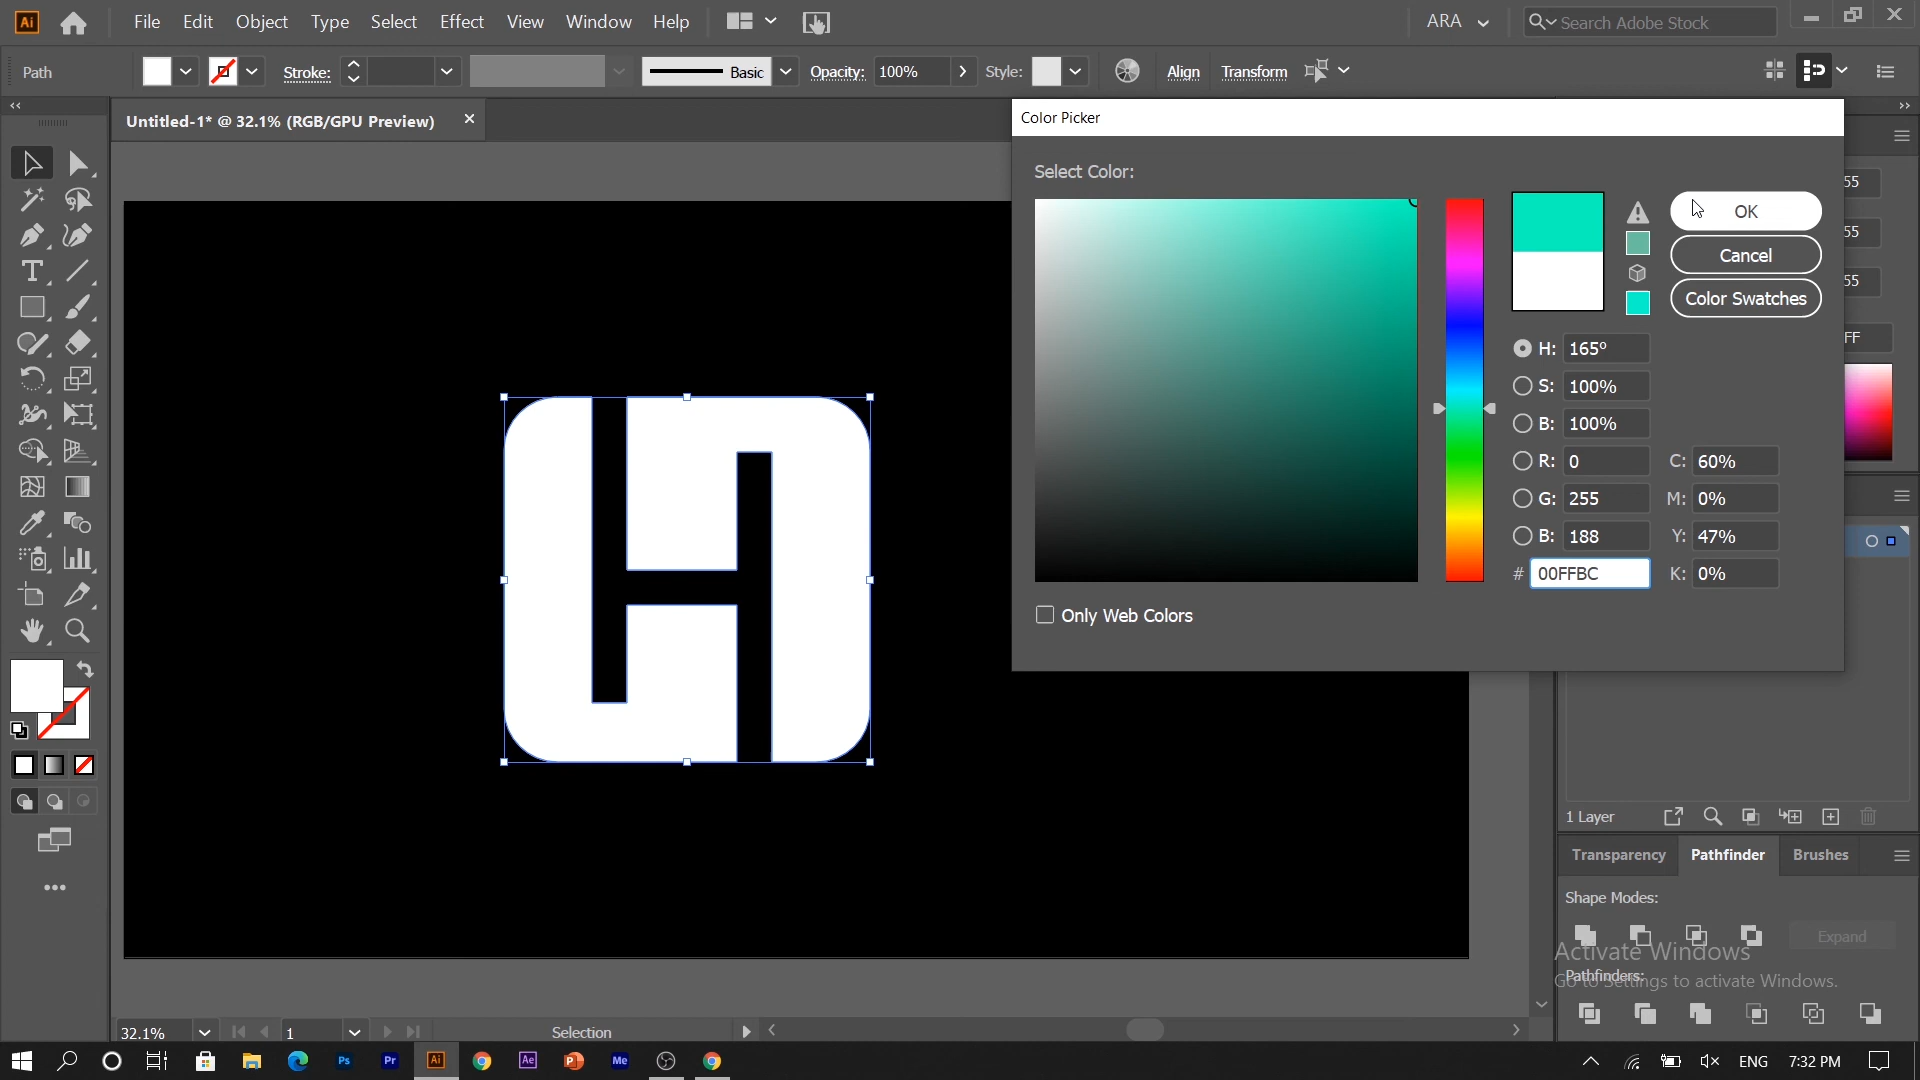 Ai File Edit Object Type Select Effect View Window Help ARA Search Adobe Stock
Path Stroke: Basic Opacity: 100% Style: Align Transform
Untitled-1* @ 32.1% (RGB/GPU Preview)
Color Picker
Select Color:
OK
Cancel
Color Swatches
H: 165°
S: 100%
B: 100%
R: 0 C: 60%
G: 255 M: 0%
B: 188 Y: 47%
# 00FFBC K: 0%
Only Web Colors
55
55
55
FF
1 Layer
Transparency Pathfinder Brushes
Shape Modes:
Expand
Activate Windows
Pathfinders:
Go to Settings to activate Windows.
32.1% 1 Selection
Ps Pr Ai Ae P Me ENG 7:32 PM